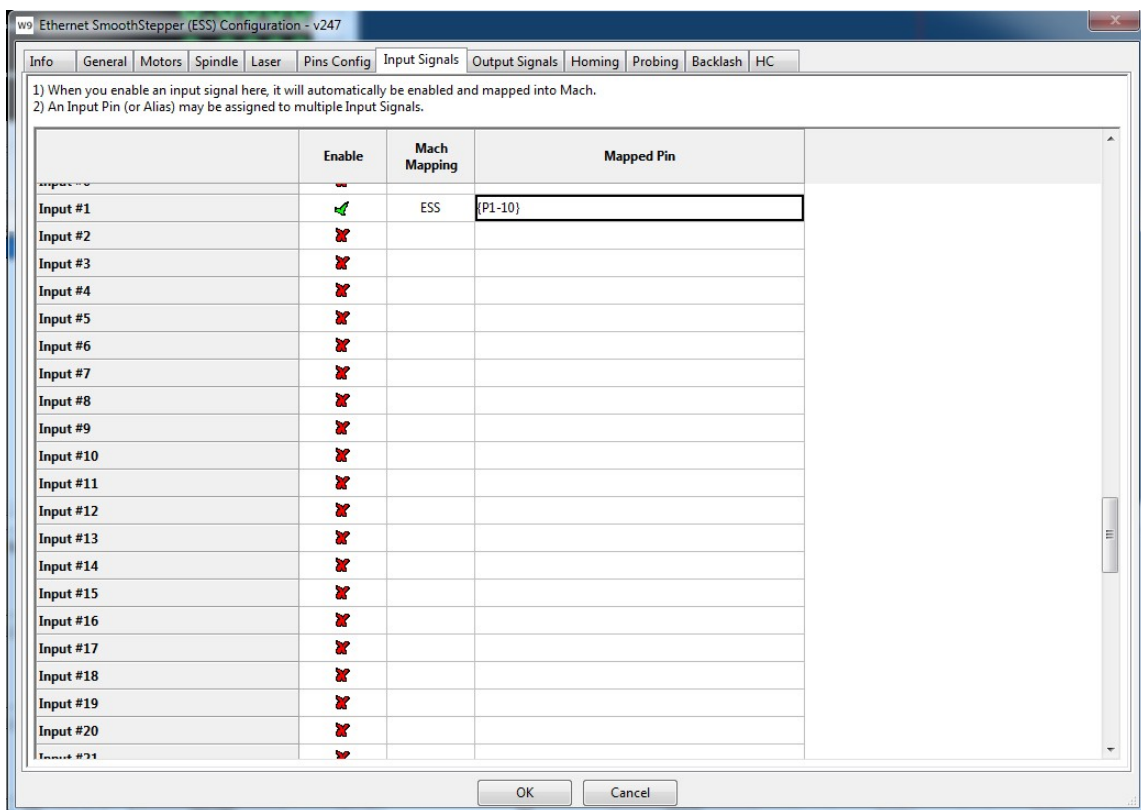 W9 Ethernet SmoothStepper (ESS) Configuration - v247
Info General Motors Spindle Laser Pins Config Input Signals Output Signals Homing Probing Backlash HC
1) When you enable an input signal here, it will automatically be enabled and mapped into Mach.
2) An Input Pin (or Alias) may be assigned to multiple Input Signals.
Enable Mach Mapping Mapped Pin
Input #1 ESS {P1-10}
Input #2
Input #3
Input #4
Input #5
Input #6
Input #7
Input #8
Input #9
Input #10
Input #11
Input #12
Input #13
Input #14
Input #15
Input #16
Input #17
Input #18
Input #19
Input #20
Input #21
OK Cancel